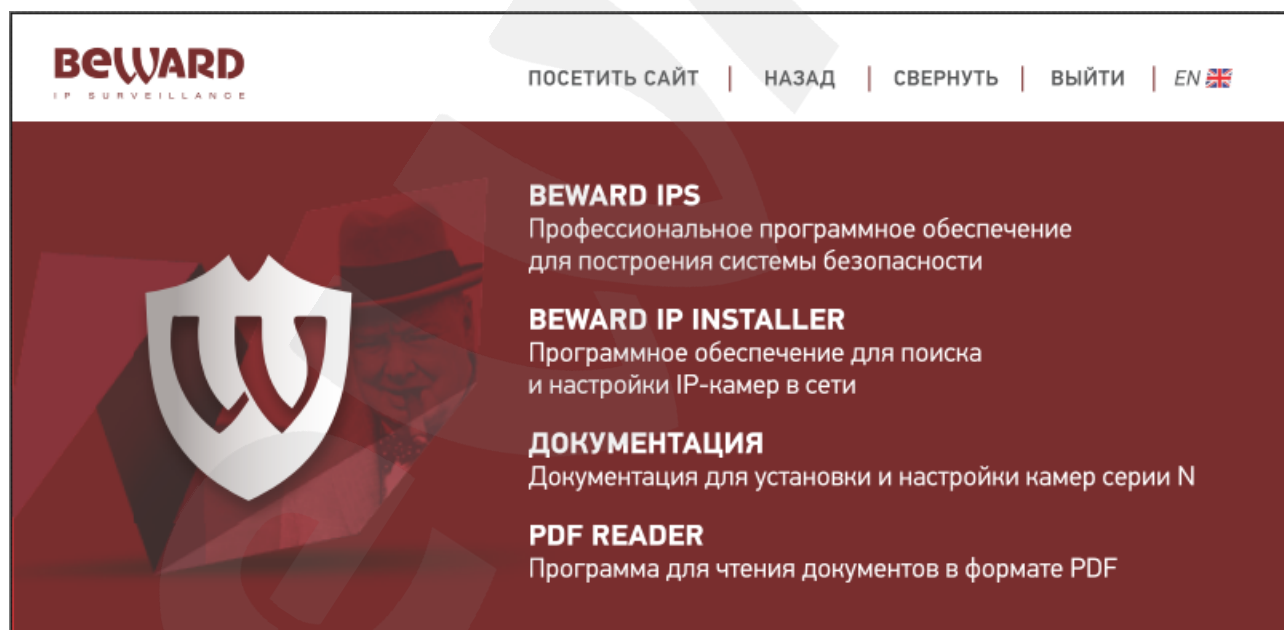 BEWARD
IP SURVEILLANCE
ПОСЕТИТЬ САЙТ | НАЗАД | СВЕРНУТЬ | ВЫЙТИ | EN
BEWARD IPS
Профессиональное программное обеспечение
для построения системы безопасности
BEWARD IP INSTALLER
Программное обеспечение для поиска
и настройки IP-камер в сети
ДОКУМЕНТАЦИЯ
Документация для установки и настройки камер серии N
PDF READER
Программа для чтения документов в формате PDF